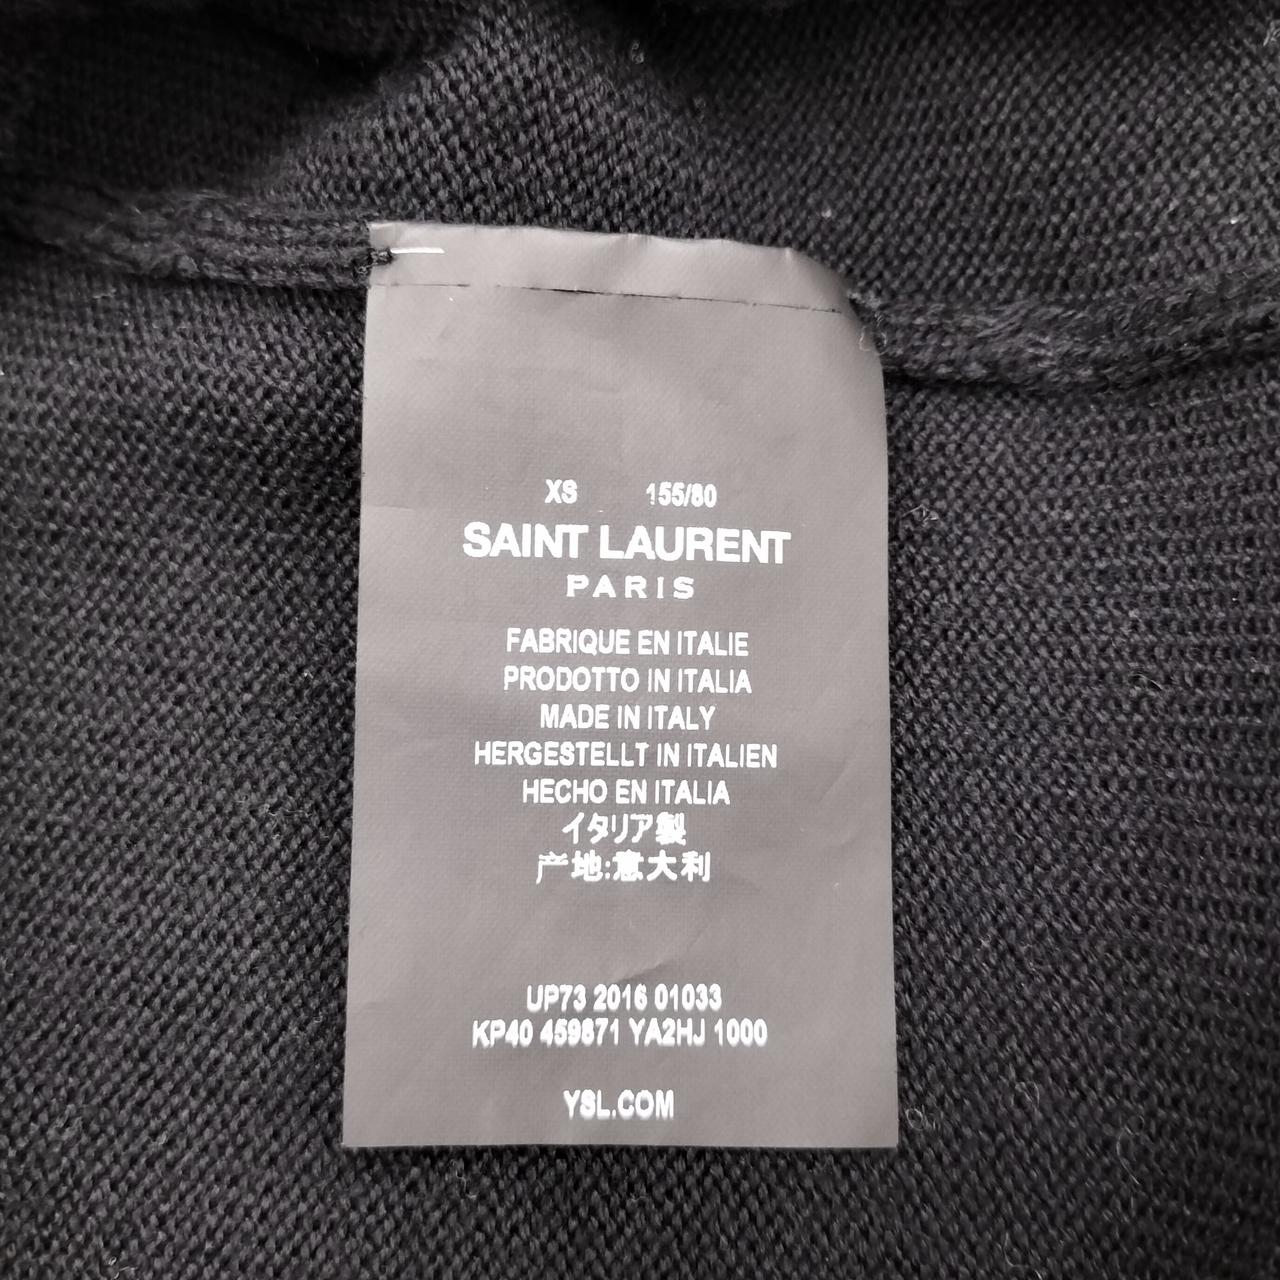 XS 155/80
SAINT LAURENT
PARIS
FABRIQUE EN ITALIE
PRODOTTO IN ITALIA
MADE IN ITALY
HERGESTELLT IN ITALIEN
HECHO EN ITALIA
イタリア製
产地:意大利
UP73 2016 01033
KP40 459871 YA2HJ 1000
YSL.COM